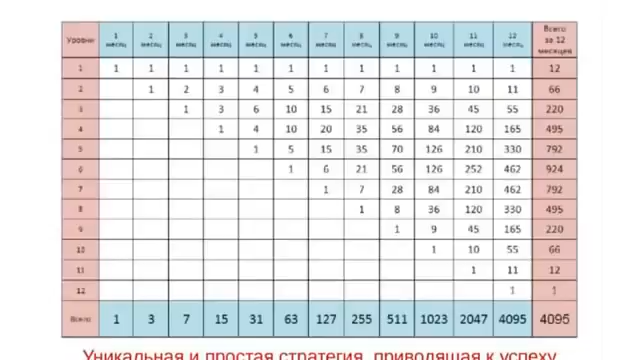 Уровни 1 месяц 2 месяц 3 месяц 4 месяц 5 месяц 6 месяц 7 месяц 8 месяц 9 месяц 10 месяц 11 месяц 12 месяц Всего за 12 месяцев
1 1 1 1 1 1 1 1 1 1 1 1 1 12
2 1 2 3 4 5 6 7 8 9 10 11 66
3 1 3 6 10 15 21 28 36 45 55 220
4 1 4 10 20 35 56 84 120 165 495
5 1 5 15 35 70 126 210 330 792
6 1 6 21 56 126 252 462 924
7 1 7 28 84 210 462 792
8 1 8 36 120 330 495
9 1 9 45 165 220
10 1 10 55 66
11 1 11 12
12 1 1
Всего 1 3 7 15 31 63 127 255 511 1023 2047 4095 4095
Уникальная и простая стратегия, приводящая к успеху